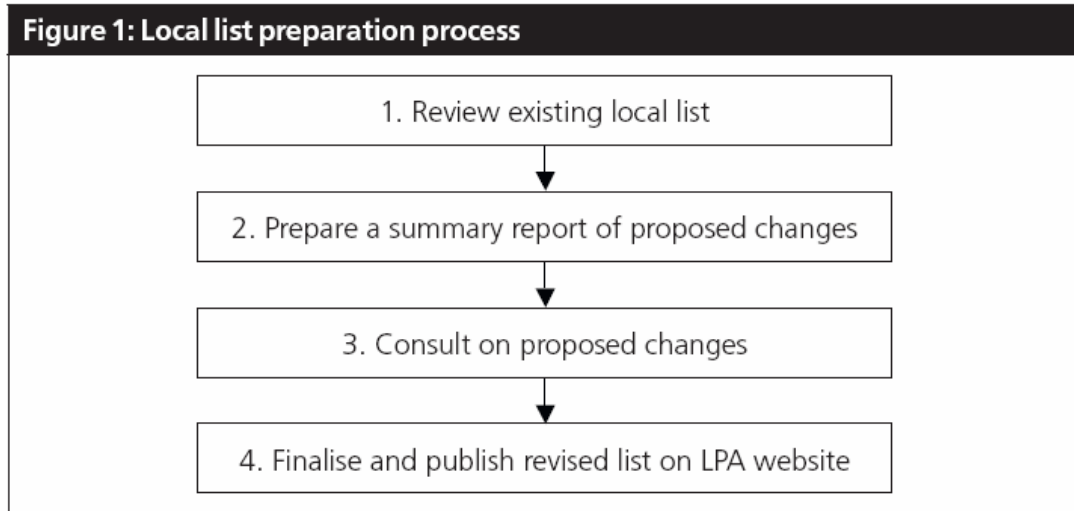 Figure 1: Local list preparation process
1. Review existing local list
2. Prepare a summary report of proposed changes
3. Consult on proposed changes
4. Finalise and publish revised list on LPA website